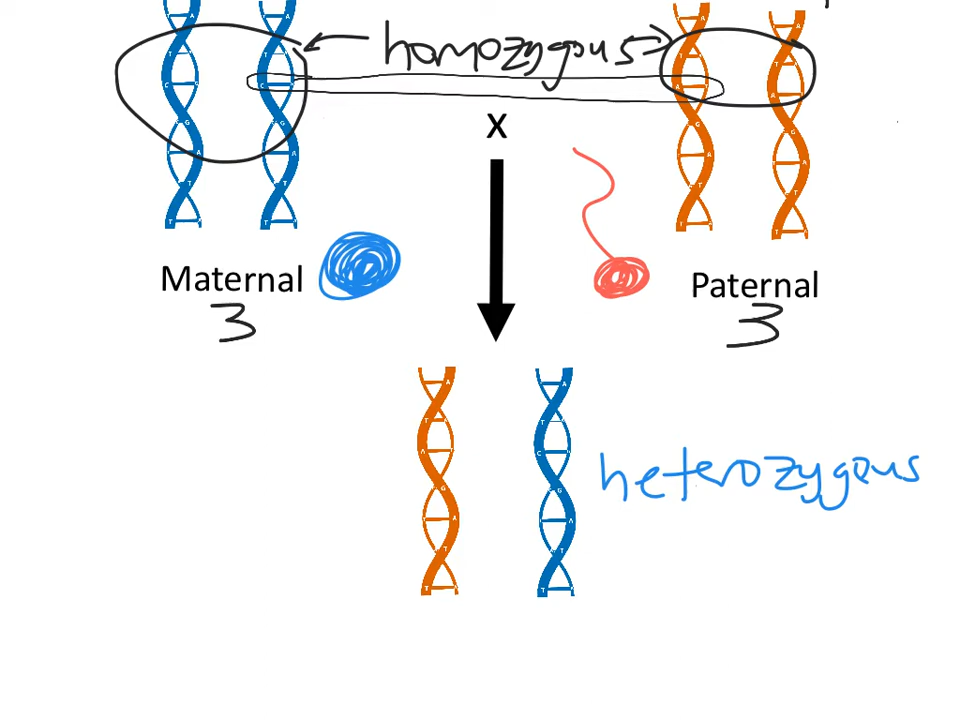 homozygous
x
Maternal
Paternal
3
3
heterozygous